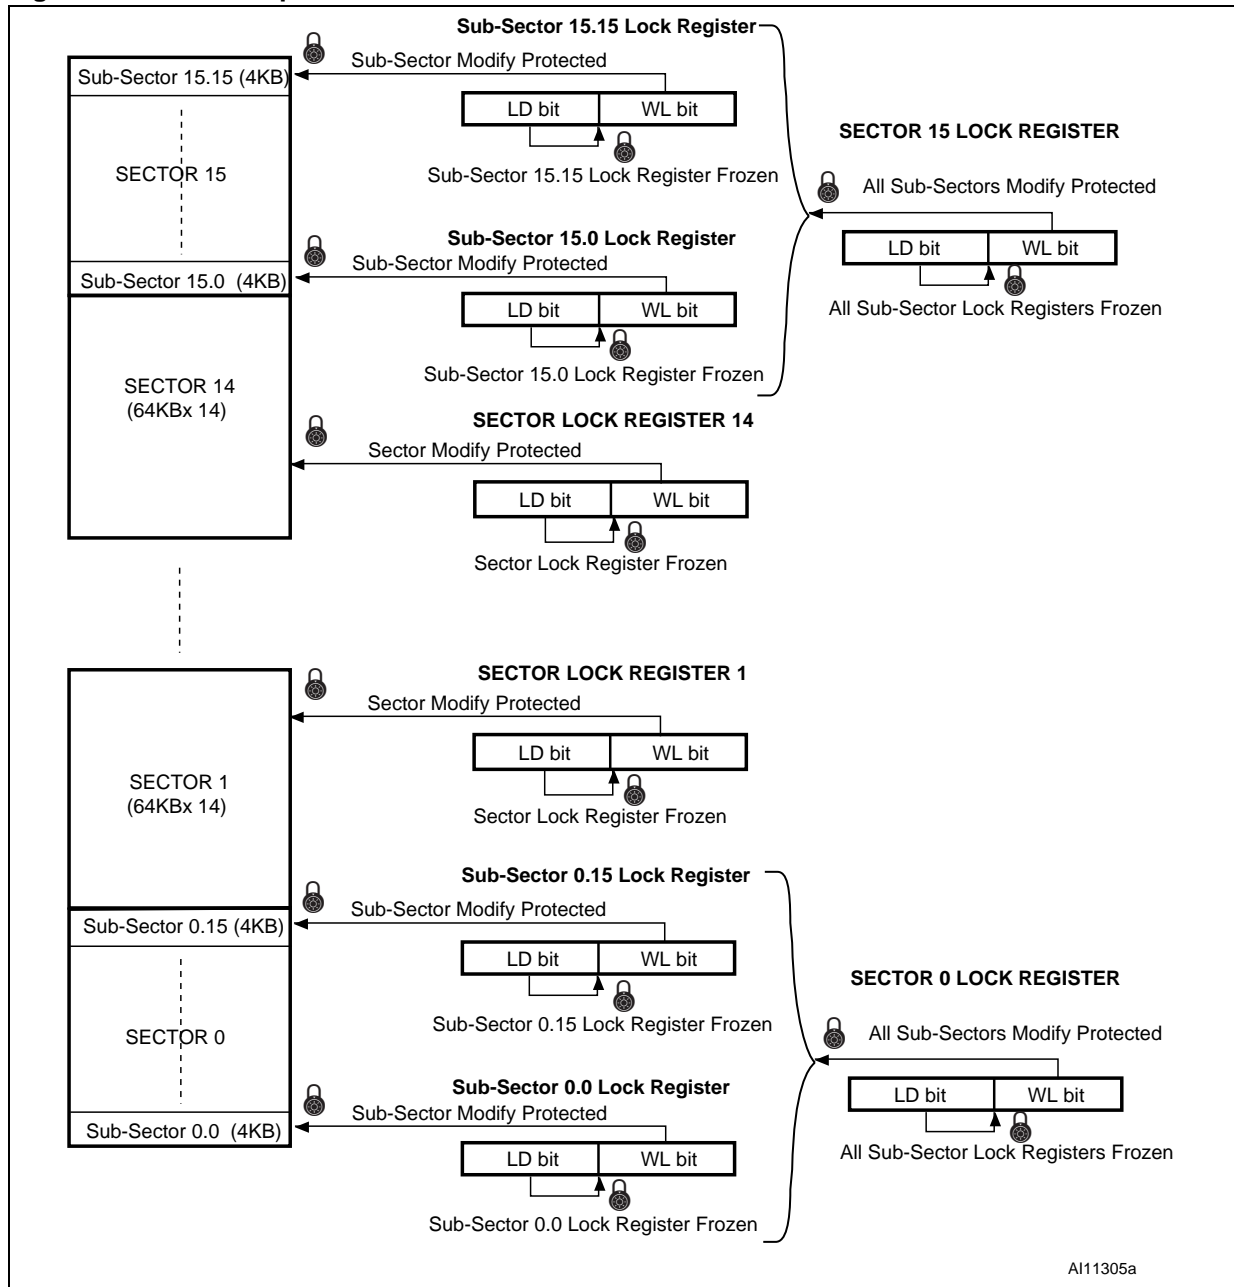 Sub-Sector 15.15 Lock Register
Sub-Sector Modify Protected
Sub-Sector 15.15 (4KB)
LD bit WL bit
SECTOR 15 LOCK REGISTER
SECTOR 15
Sub-Sector 15.15 Lock Register Frozen
All Sub-Sectors Modify Protected
Sub-Sector 15.0 Lock Register
LD bit WL bit
Sub-Sector Modify Protected
Sub-Sector 15.0 (4KB)
LD bit WL bit
All Sub-Sector Lock Registers Frozen
Sub-Sector 15.0 Lock Register Frozen
SECTOR 14
(64KBx 14)
SECTOR LOCK REGISTER 14
Sector Modify Protected
LD bit WL bit
Sector Lock Register Frozen
SECTOR LOCK REGISTER 1
Sector Modify Protected
LD bit WL bit
SECTOR 1
(64KBx 14)
Sector Lock Register Frozen
Sub-Sector 0.15 Lock Register
Sub-Sector Modify Protected
Sub-Sector 0.15 (4KB)
LD bit WL bit
SECTOR 0 LOCK REGISTER
Sub-Sector 0.15 Lock Register Frozen
SECTOR 0
All Sub-Sectors Modify Protected
Sub-Sector 0.0 Lock Register
LD bit WL bit
Sub-Sector Modify Protected
Sub-Sector 0.0 (4KB)
LD bit WL bit
All Sub-Sector Lock Registers Frozen
Sub-Sector 0.0 Lock Register Frozen
AI11305a